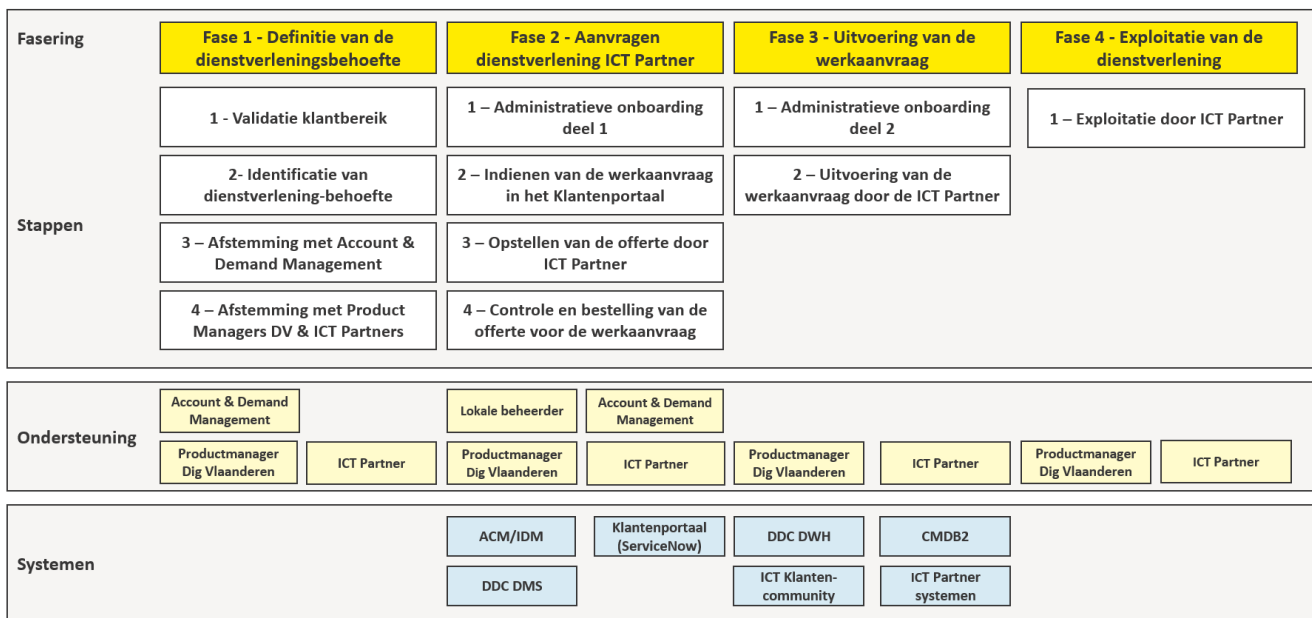 Fasering
Fase 1 - Definitie van de
dienstverleningsbehoefte
Fase 2 - Aanvragen
dienstverlening ICT Partner
Fase 3 - Uitvoering van de
werkaanvraag
Fase 4 - Exploitatie van de
dienstverlening
Stappen
1 - Validatie klantbereik
2- Identificatie van
dienstverlening-behoefte
3 – Afstemming met Account &
Demand Management
4 – Afstemming met Product
Managers DV & ICT Partners
1 – Administratieve onboarding
deel 1
2 – Indienen van de werkaanvraag
in het Klantenportaal
3 – Opstellen van de offerte door
ICT Partner
4 – Controle en bestelling van de
offerte voor de werkaanvraag
1 – Administratieve onboarding
deel 2
2 – Uitvoering van de
werkaanvraag door de ICT Partner
1 – Exploitatie door ICT Partner
Ondersteuning
Account & Demand
Management
Productmanager
Dig Vlaanderen
ICT Partner
Lokale beheerder
Account & Demand
Management
Productmanager
Dig Vlaanderen
ICT Partner
Productmanager
Dig Vlaanderen
ICT Partner
Productmanager
Dig Vlaanderen
ICT Partner
Systemen
ACM/IDM
Klantenportaal
(ServiceNow)
DDC DWH
CMDB2
DDC DMS
ICT Klanten-
community
ICT Partner
systemen